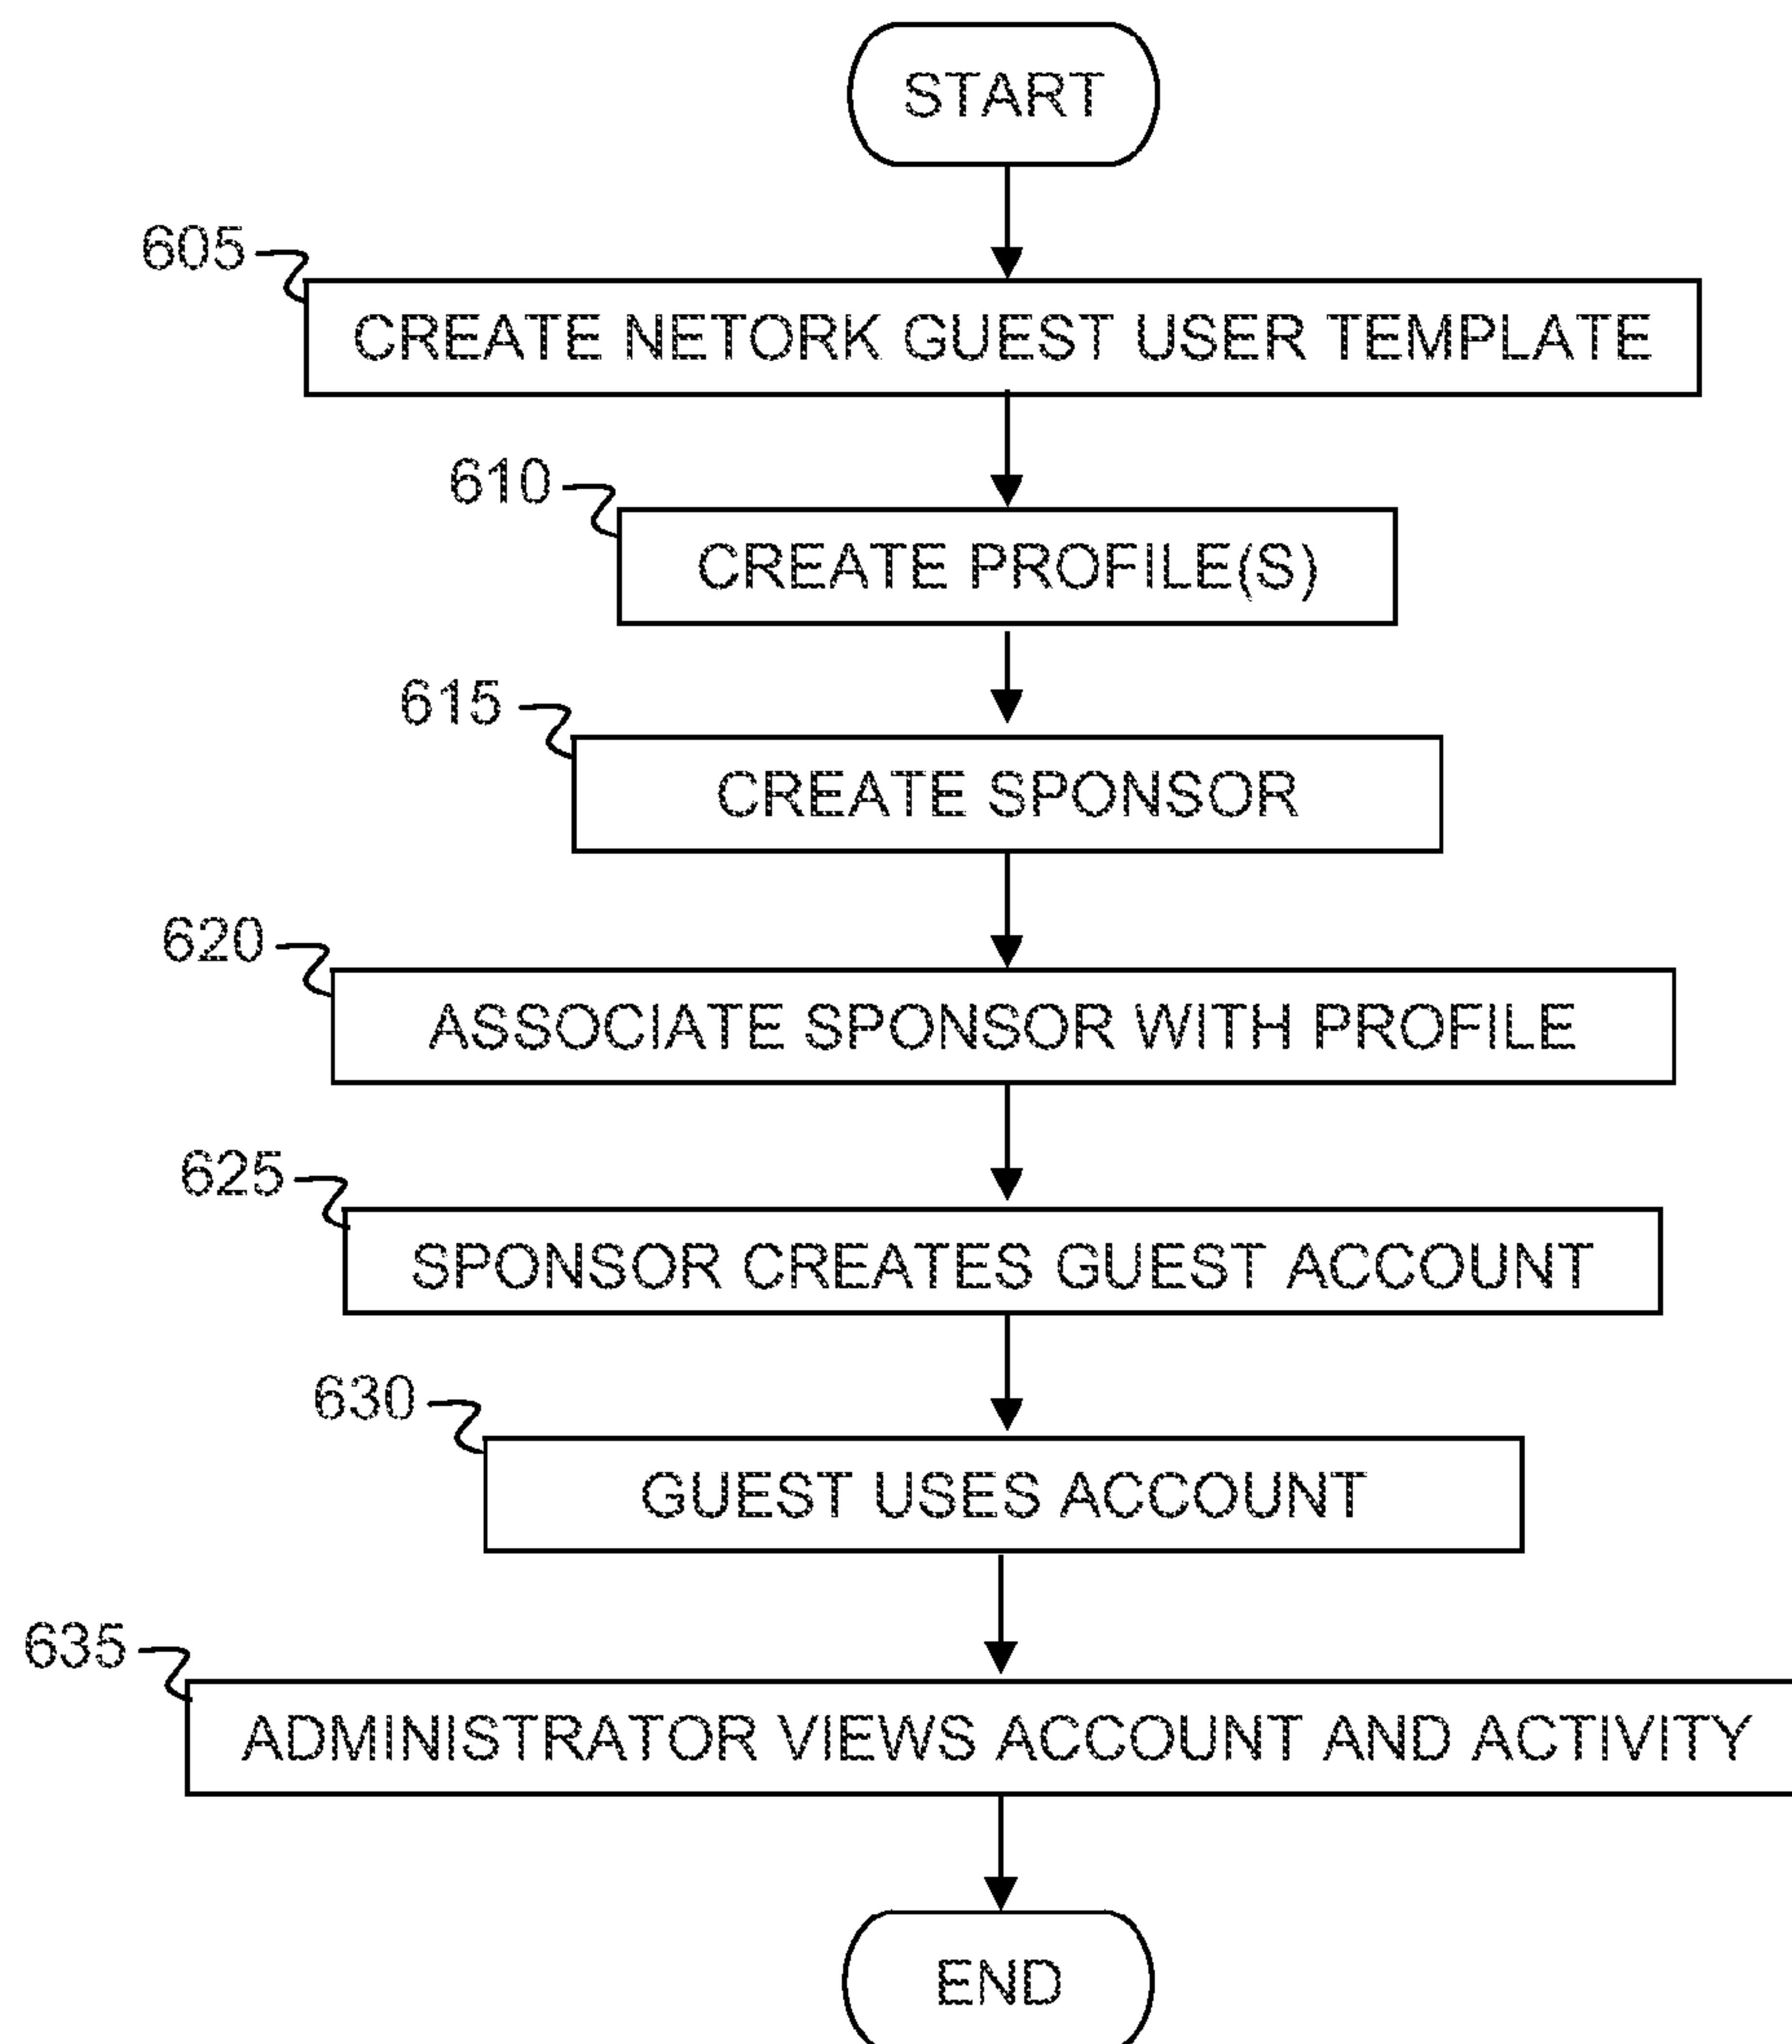 START
605
CREATE NETORK GUEST USER TEMPLATE
610
CREATE PROFILE(S)
615
CREATE SPONSOR
620
ASSOCIATE SPONSOR WITH PROFILE
625
SPONSOR CREATES GUEST ACCOUNT
630
GUEST USES ACCOUNT
635
ADMINISTRATOR VIEWS ACCOUNT AND ACTIVITY
END